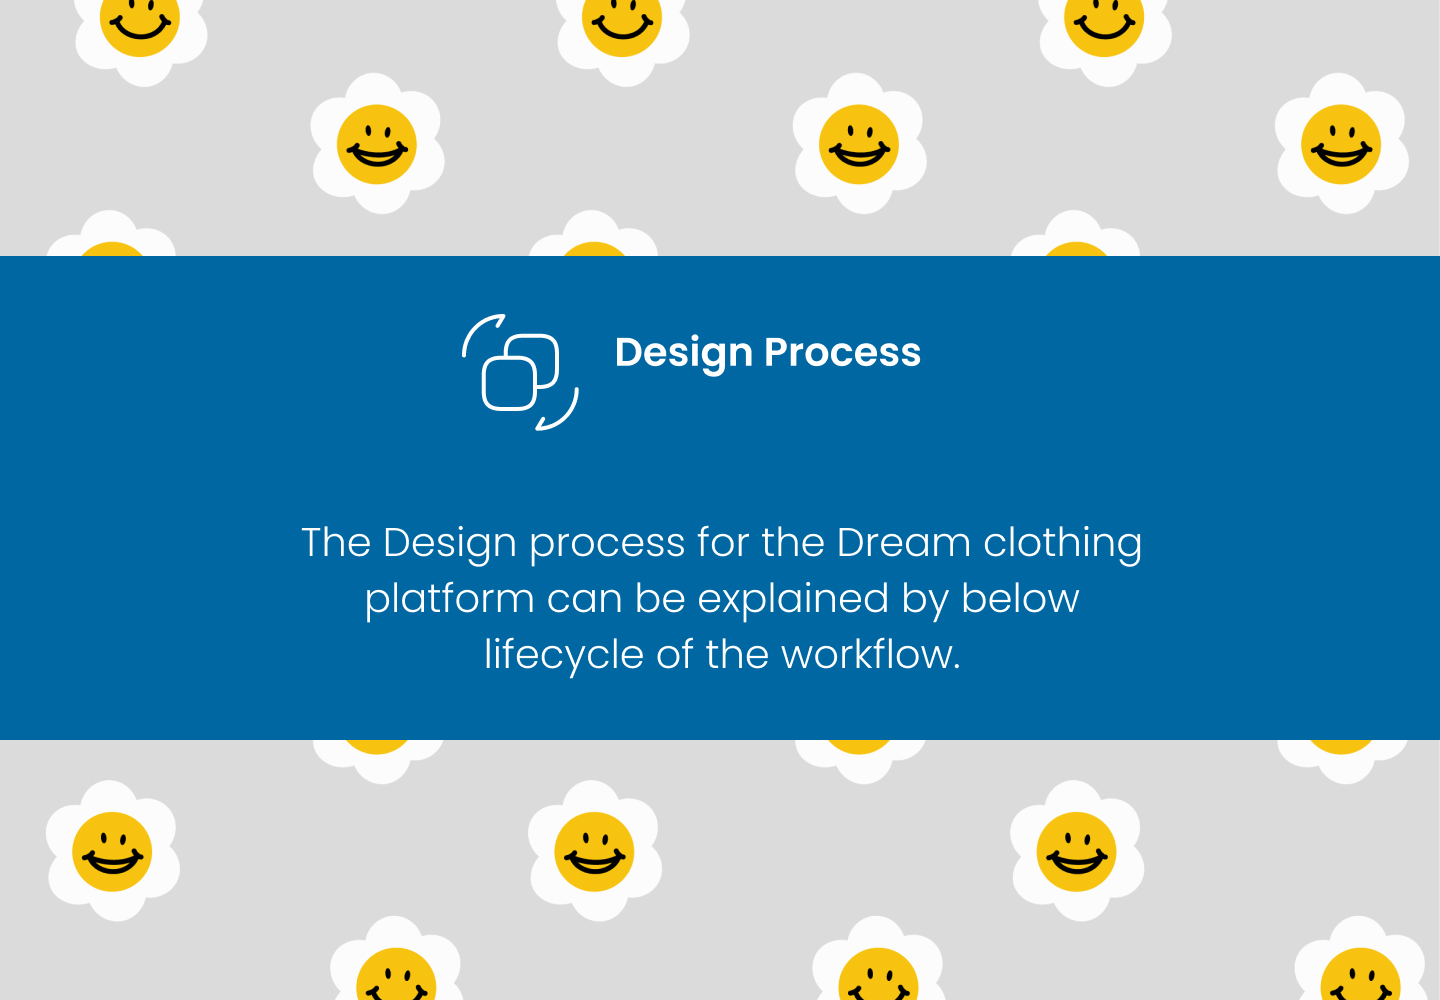 Design Process
The Design process for the Dream clothing
platform can be explained by below
lifecycle of the workflow.